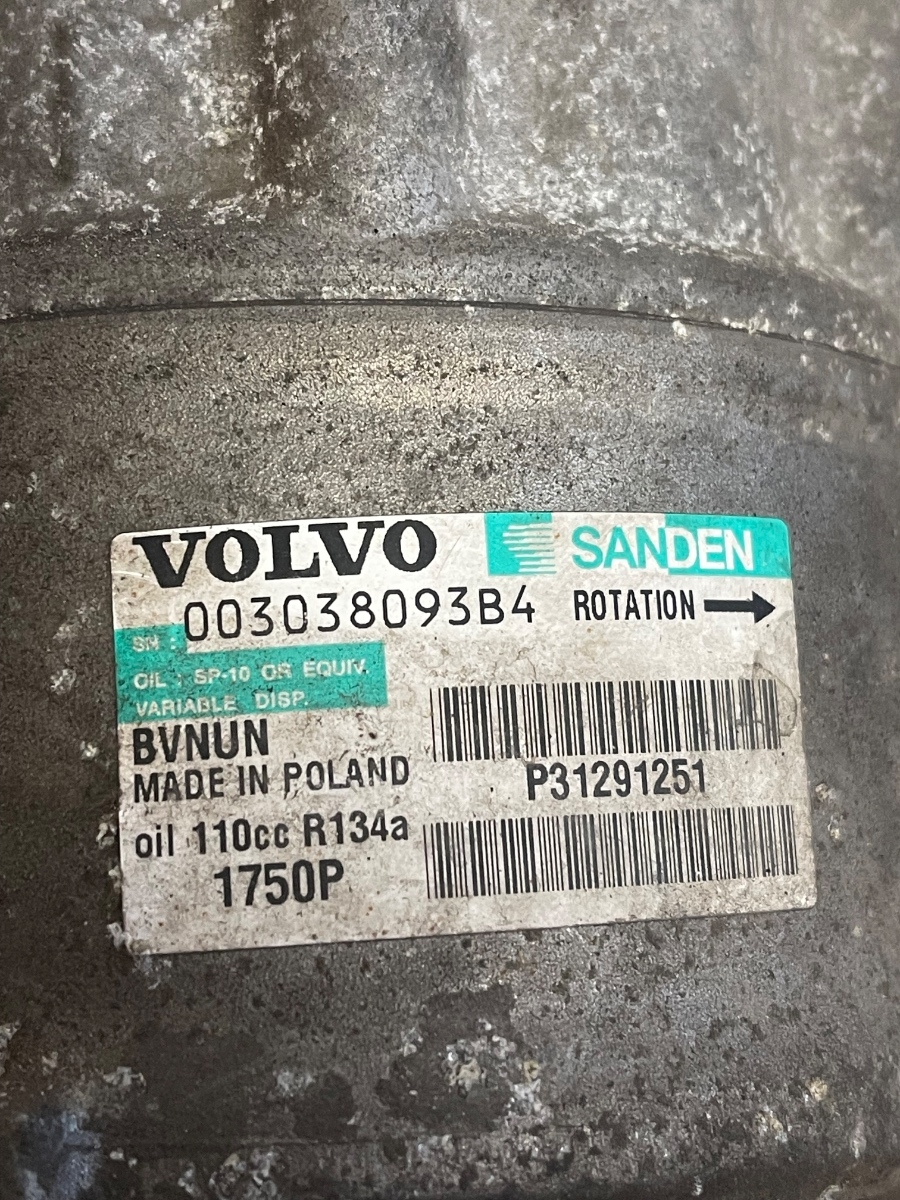 VOLVO SANDEN
SN : 003038093B4 ROTATION
OIL : SP-10 OR EQUIV.
VARIABLE DISP.
BVNUN
MADE IN POLAND
P31291251
oil 110cc R134a
1750P